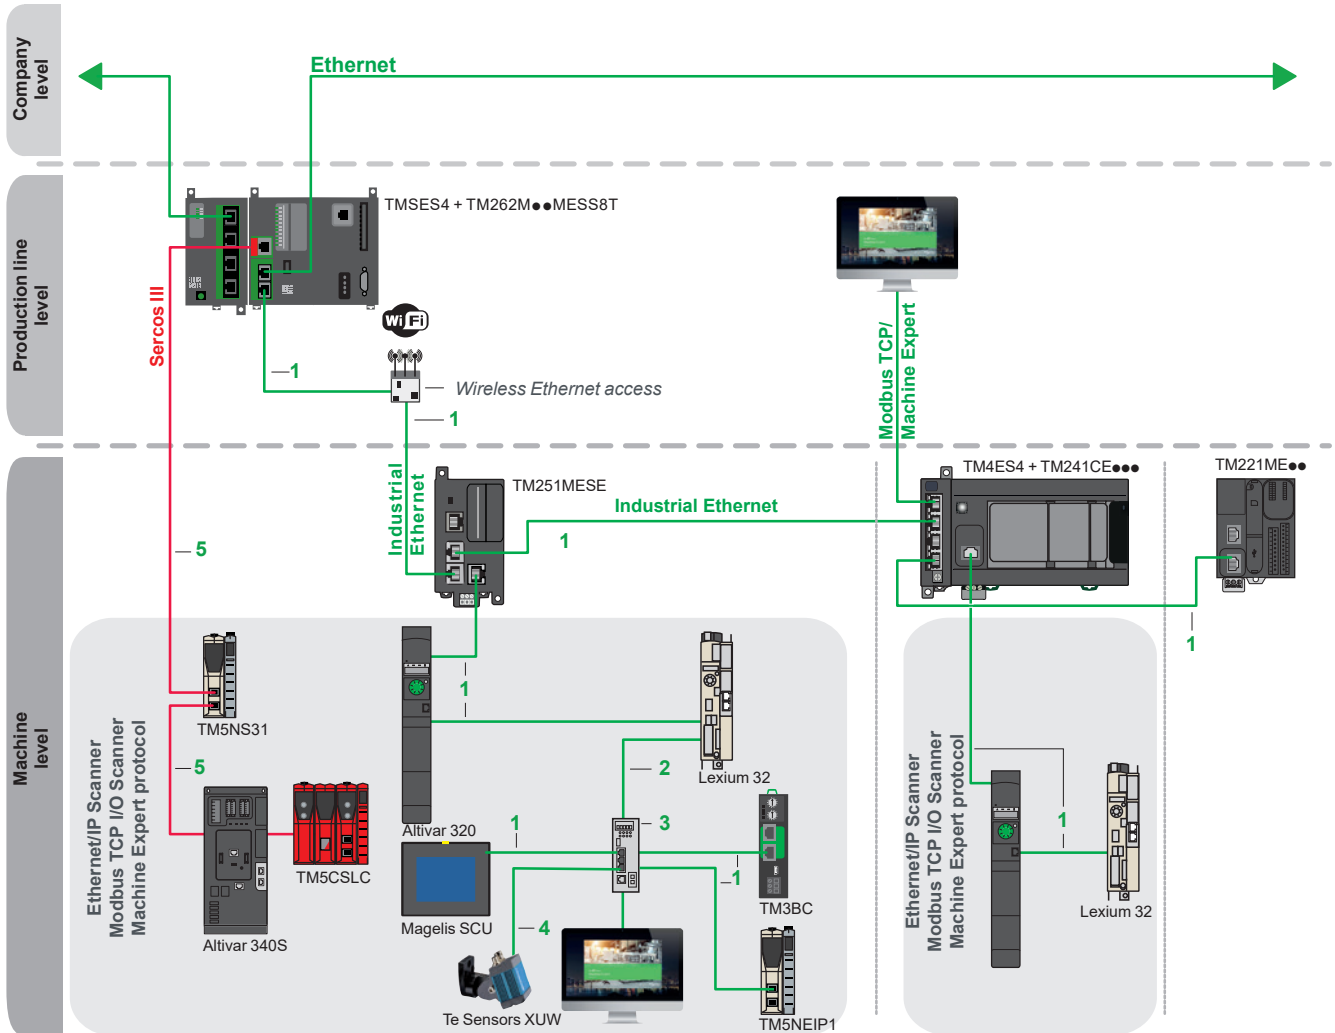 Company
level
Ethernet
Production line
level
TMSES4 + TM262M●●MESS8T
Sercos III
Wi Fi
1
Wireless Ethernet access
1
Modbus TCP/
Machine Expert
Machine
level
Industrial
Ethernet
TM251MESE
Industrial Ethernet
1
TM4ES4 + TM241CE●●●
TM221ME●●
5
1
TM5NS31
5
Ethernet/IP Scanner
Modbus TCP I/O Scanner
Machine Expert protocol
Altivar 340S
TM5CSLC
1
Altivar 320
Lexium 32
2
3
1
Magelis SCU
1
TM3BC
4
Te Sensors XUW
TM5NEIP1
Ethernet/IP Scanner
Modbus TCP I/O Scanner
Machine Expert protocol
1
Lexium 32